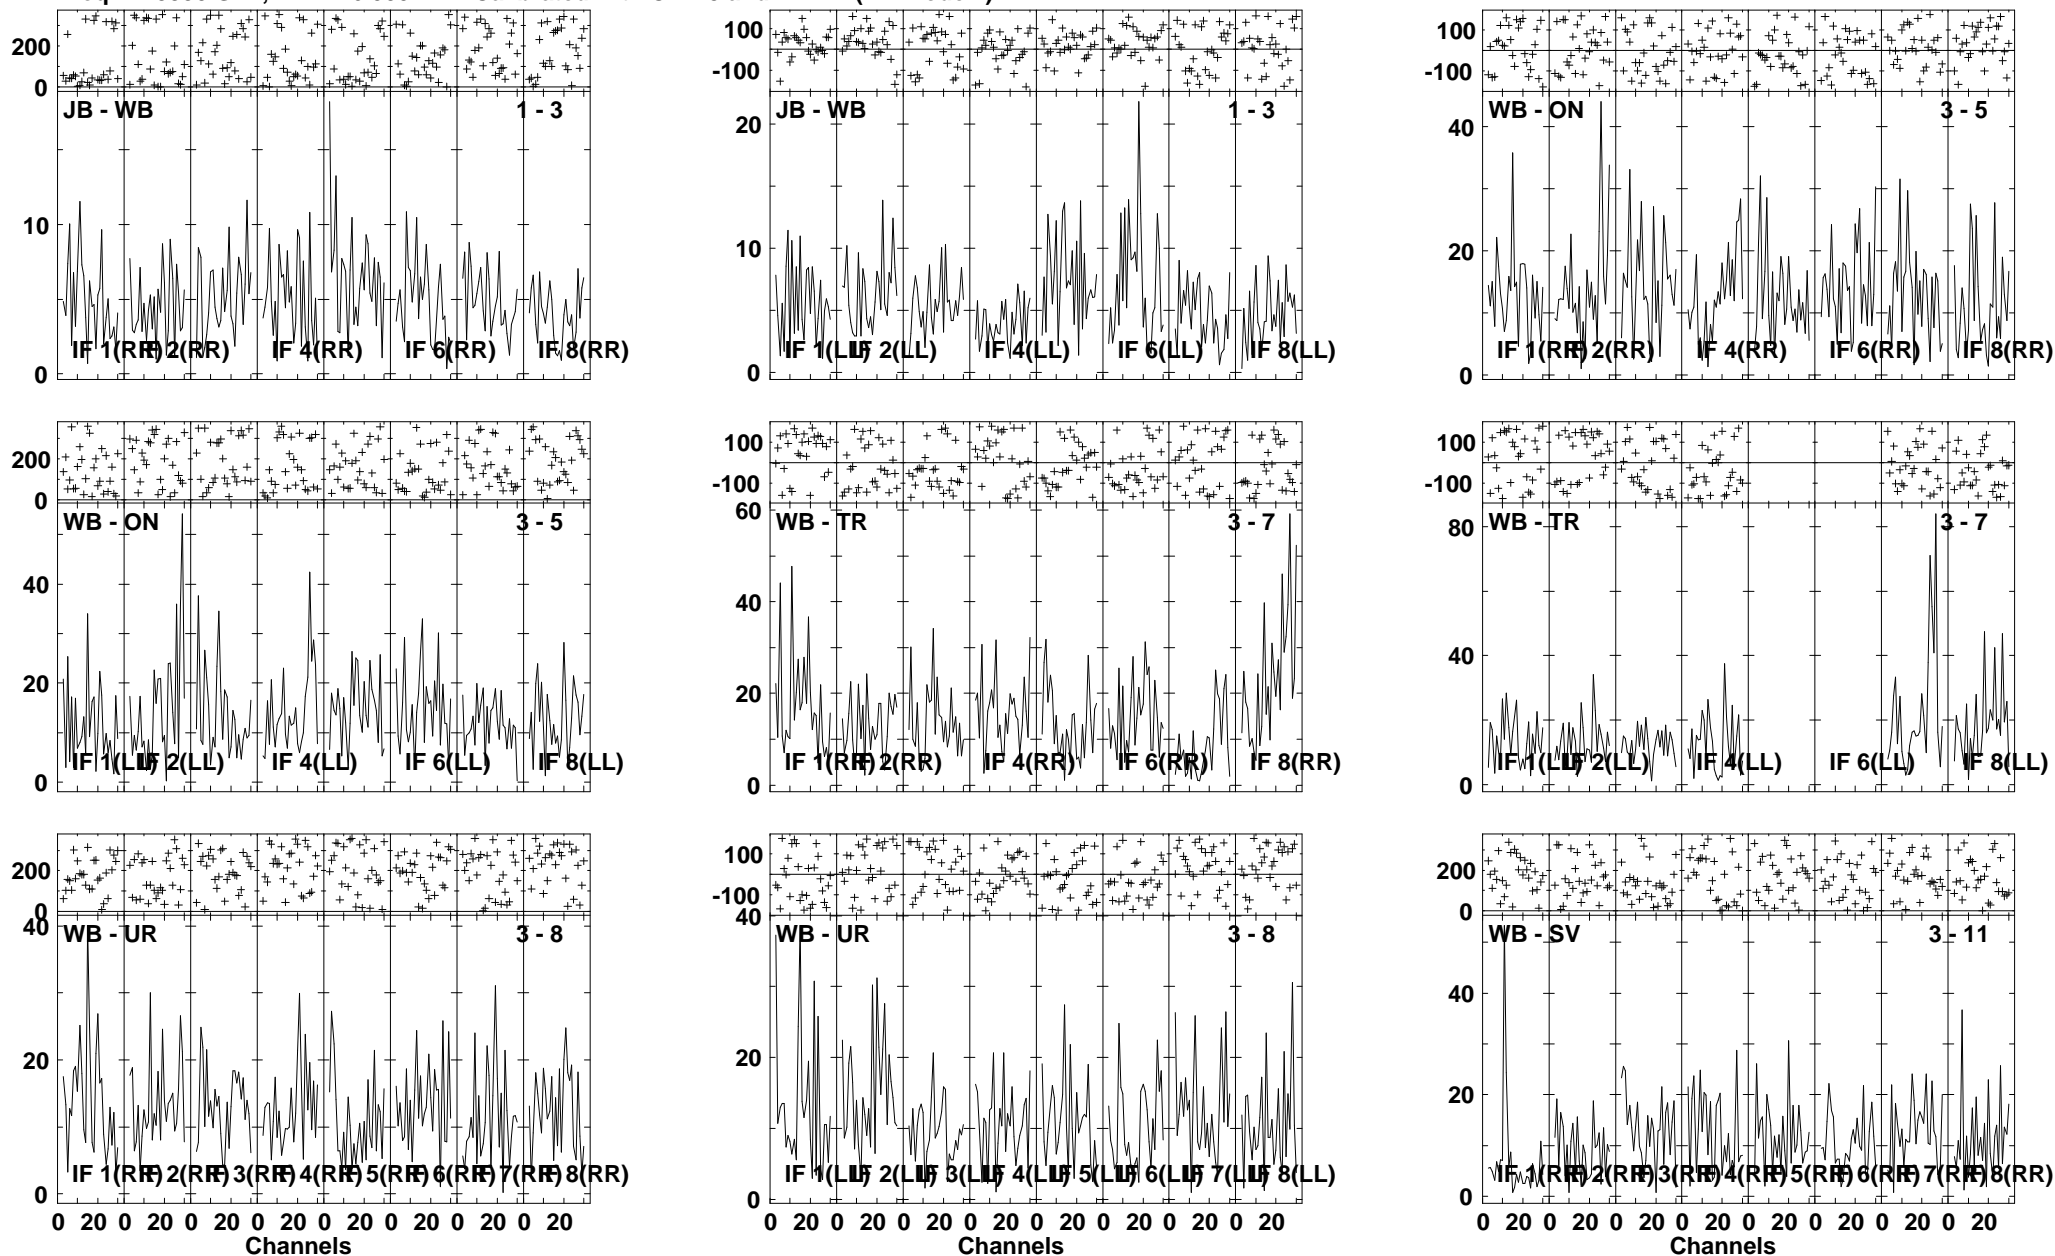 200
0
JB - WB
1 - 3
10
0
IF 1(RR)
IF 2(RR)
IF 4(RR)
IF 6(RR)
IF 8(RR)
100
-100
JB - WB
1 - 3
20
10
0
IF 1(LL)
IF 2(LL)
IF 4(LL)
IF 6(LL)
IF 8(LL)
100
-100
WB - ON
3 - 5
40
20
0
IF 1(RR)
IF 2(RR)
IF 4(RR)
IF 6(RR)
IF 8(RR)
200
0
WB - ON
3 - 5
40
20
0
IF 1(LL)
IF 2(LL)
IF 4(LL)
IF 6(LL)
IF 8(LL)
100
-100
60
WB - TR
3 - 7
40
20
0
IF 1(RR)
IF 2(RR)
IF 4(RR)
IF 6(RR)
IF 8(RR)
100
-100
WB - TR
3 - 7
80
40
0
IF 1(LL)
IF 2(LL)
IF 4(LL)
IF 6(LL)
IF 8(LL)
200
0
40
WB - UR
3 - 8
20
0
IF 1(RR)
IF 2(RR)
IF 3(RR)
IF 4(RR)
IF 5(RR)
IF 6(RR)
IF 7(RR)
IF 8(RR)
0 20 0 20 0 20 0 20 0 20 0 20 0 20 0 20
Channels
100
-100
40
WB - UR
3 - 8
20
0
IF 1(LL)
IF 2(LL)
IF 3(LL)
IF 4(LL)
IF 5(LL)
IF 6(LL)
IF 7(LL)
IF 8(LL)
0 20 0 20 0 20 0 20 0 20 0 20 0 20 0 20
Channels
200
0
WB - SV
3 - 11
40
20
0
IF 1(RR)
IF 2(RR)
IF 3(RR)
IF 4(RR)
IF 5(RR)
IF 6(RR)
IF 7(RR)
IF 8(RR)
0 20 0 20 0 20 0 20 0 20 0 20 0 20 0 20
Channels